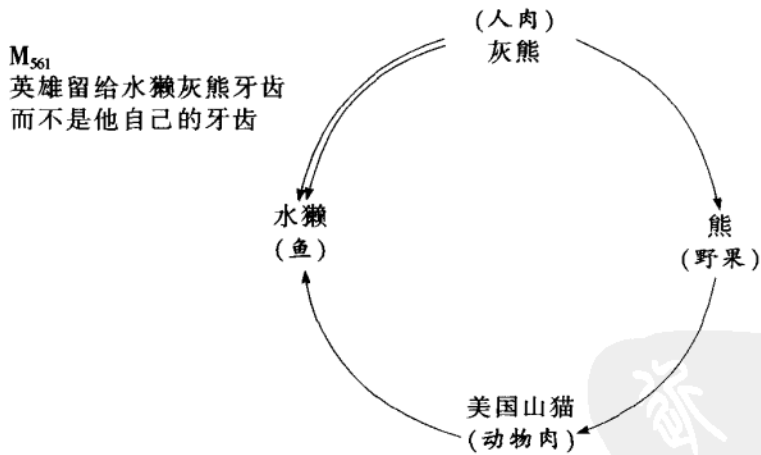 (人肉)
灰熊
M₅₆₁
英雄留给水獭灰熊牙齿
而不是他自己的牙齿
水獭
(鱼)
熊
(野果)
美国山猫
(动物肉)